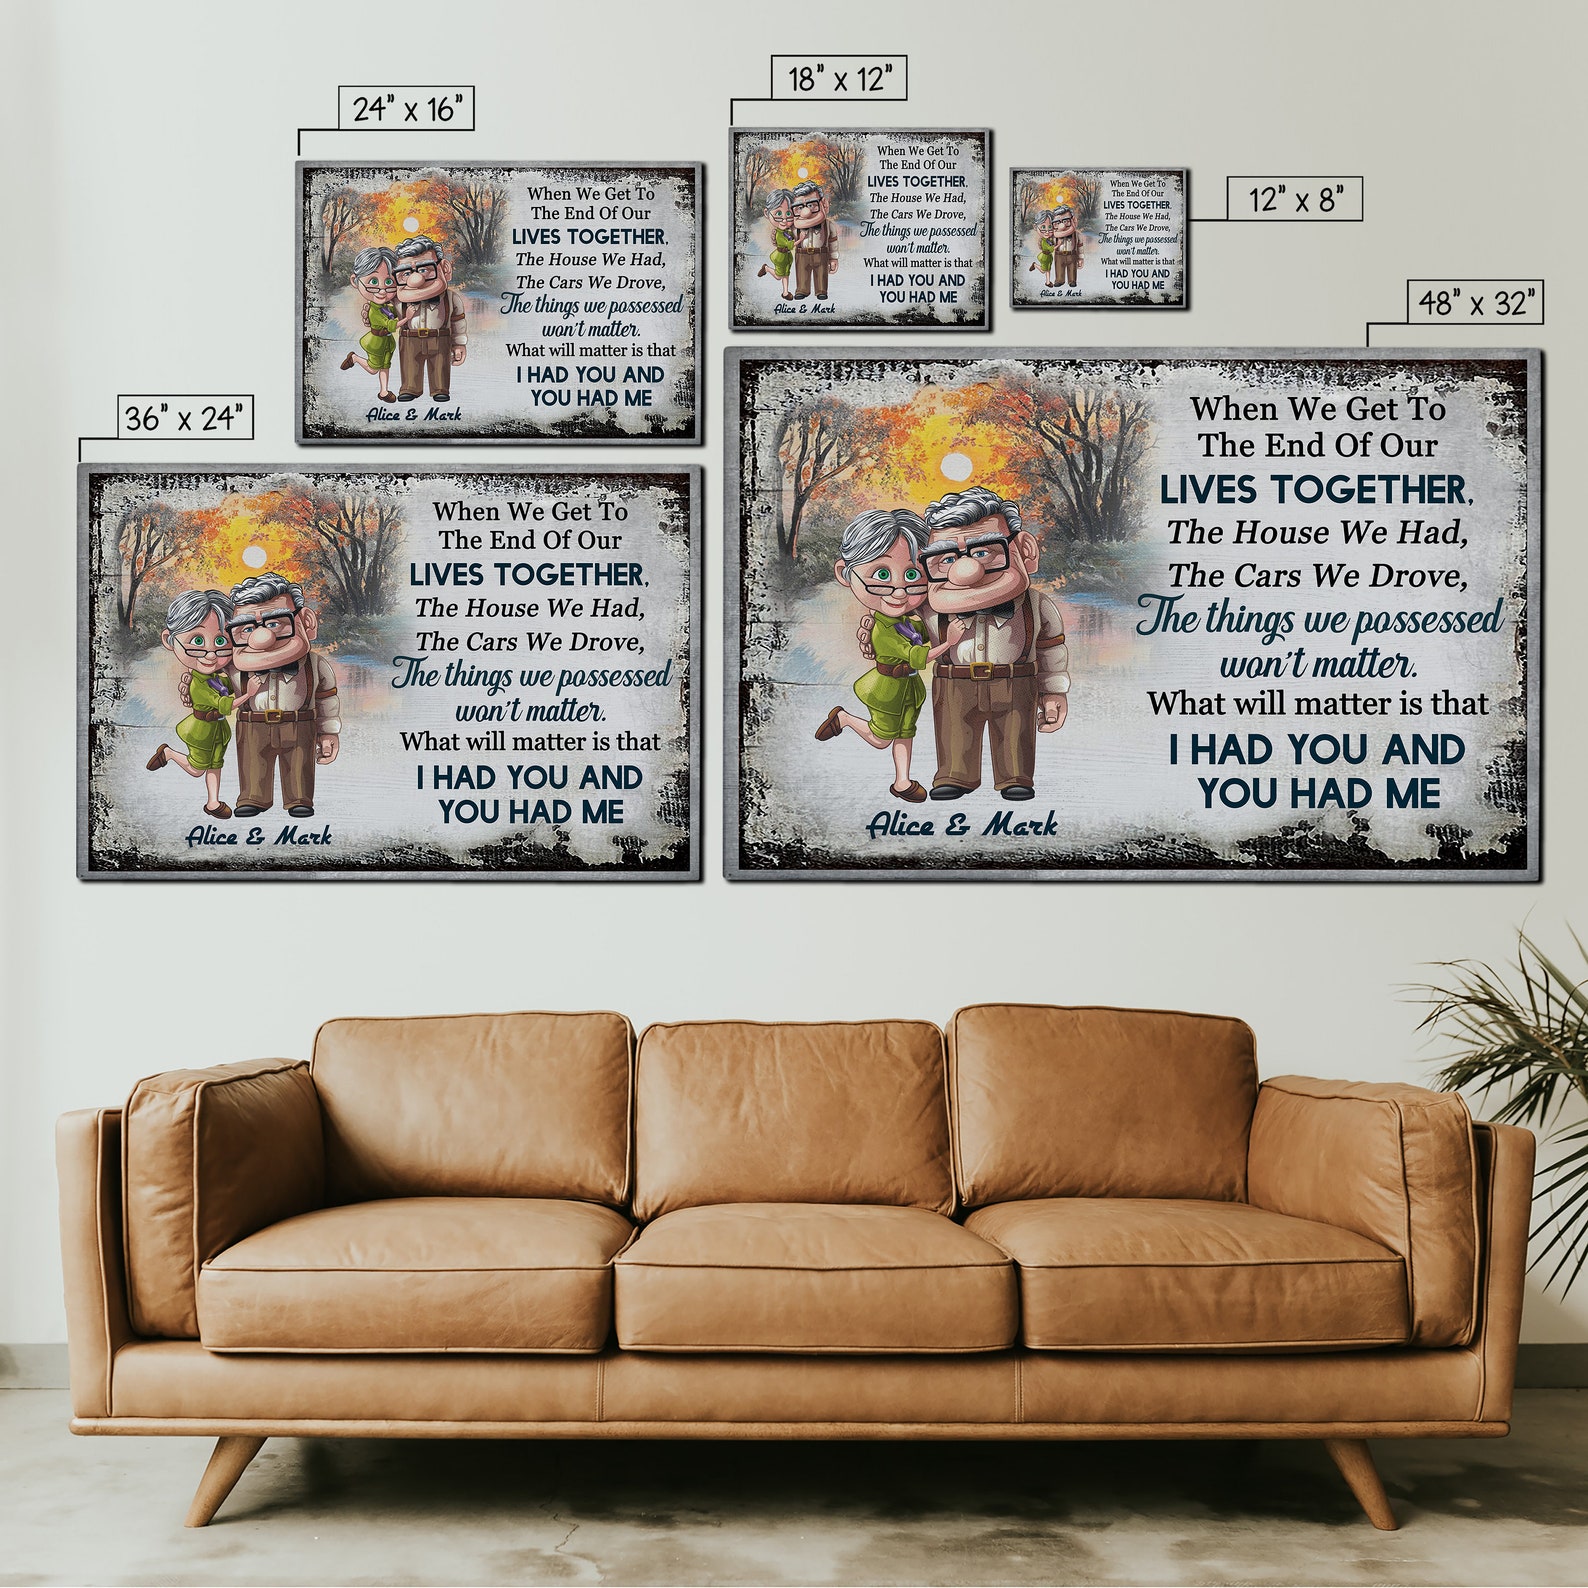 18” x 12”
24” x 16”
When We Get To
The End Of Our
LIVES TOGETHER,
The House We Had,
The Cars We Drove,
The things we possessed
won't matter.
What will matter is that
I HAD YOU AND
YOU HAD ME
Alice & Mark
When We Get To
The End Of Our
LIVES TOGETHER,
The House We Had,
The Cars We Drove,
The things we possessed
won't matter.
What will matter is that
I HAD YOU AND
YOU HAD ME
Alice & Mark
12” x 8”
When We Get To
The End Of Our
LIVES TOGETHER,
The House We Had,
The Cars We Drove,
The things we possessed
won't matter.
What will matter is that
I HAD YOU AND
YOU HAD ME
Alice & Mark
36” x 24”
When We Get To
The End Of Our
LIVES TOGETHER,
The House We Had,
The Cars We Drove,
The things we possessed
won't matter.
What will matter is that
I HAD YOU AND
YOU HAD ME
Alice & Mark
48” x 32”
When We Get To
The End Of Our
LIVES TOGETHER,
The House We Had,
The Cars We Drove,
The things we possessed
won't matter.
What will matter is that
I HAD YOU AND
YOU HAD ME
Alice & Mark